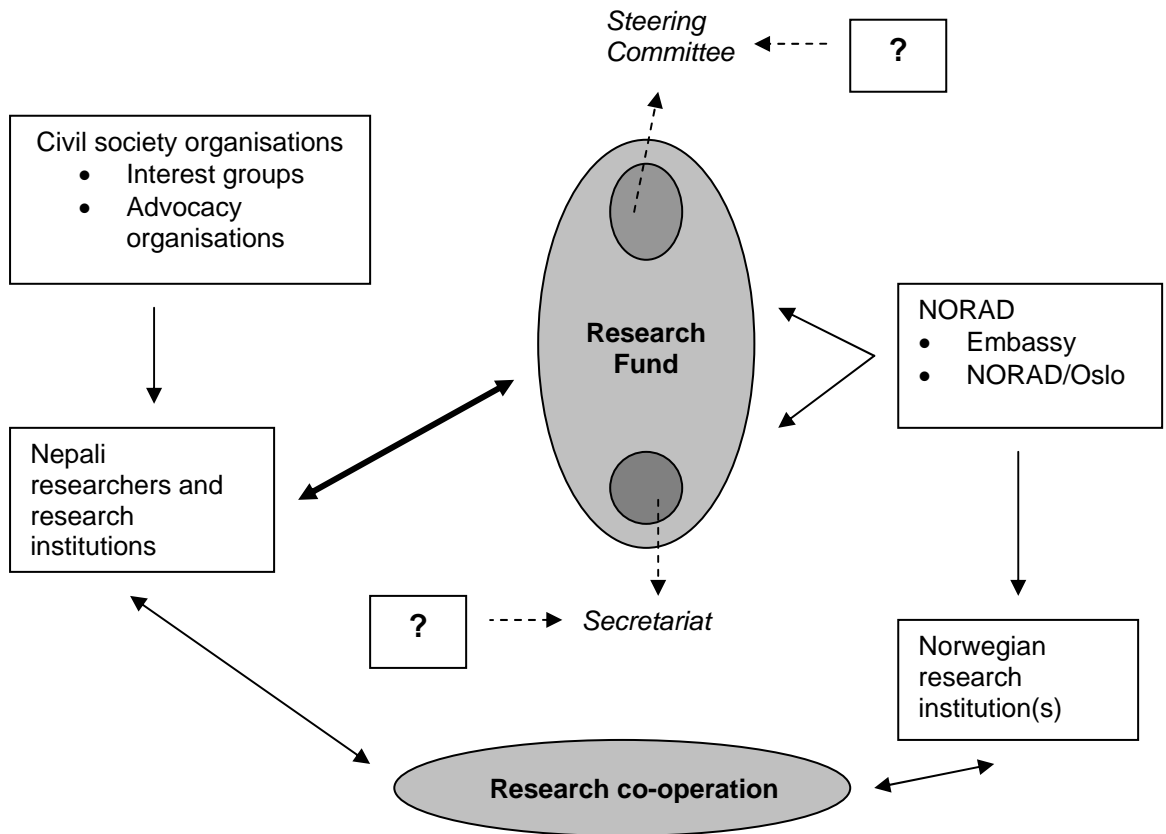 Steering
Committee
?
Civil society organisations
• Interest groups
• Advocacy
organisations
Research
Fund
NORAD
• Embassy
• NORAD/Oslo
Nepali
researchers and
research
institutions
?
Secretariat
Norwegian
research
institution(s)
Research co-operation